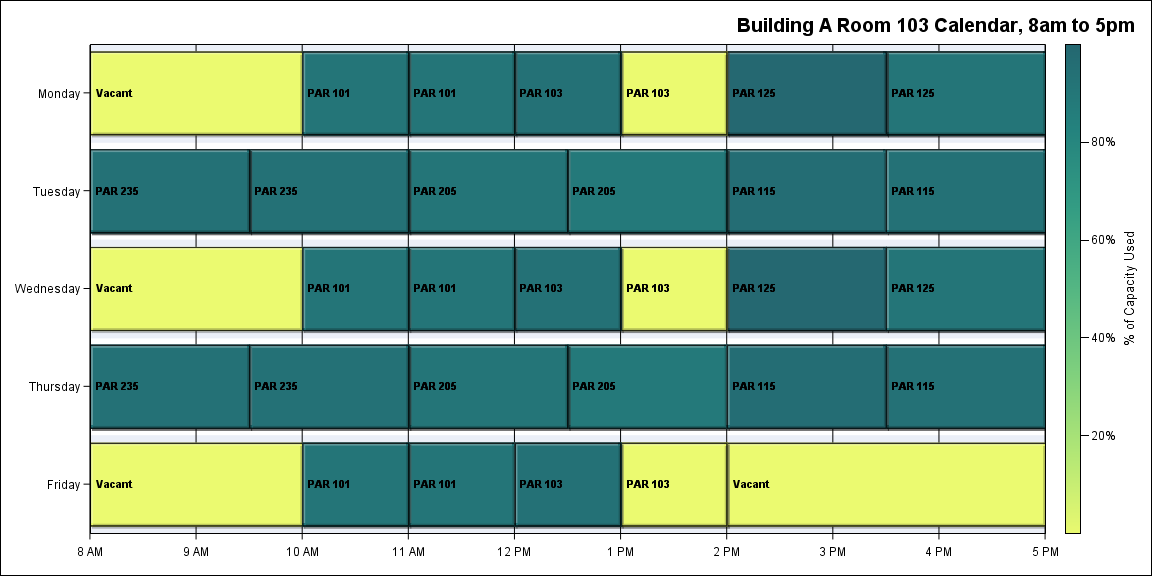 Building A Room 103 Calendar, 8am to 5pm
Monday
Vacant
PAR 101
PAR 101
PAR 103
PAR 103
PAR 125
PAR 125
Tuesday
PAR 235
PAR 235
PAR 205
PAR 205
PAR 115
PAR 115
Wednesday
Vacant
PAR 101
PAR 101
PAR 103
PAR 103
PAR 125
PAR 125
Thursday
PAR 235
PAR 235
PAR 205
PAR 205
PAR 115
PAR 115
Friday
Vacant
PAR 101
PAR 101
PAR 103
PAR 103
Vacant
8 AM
9 AM
10 AM
11 AM
12 PM
1 PM
2 PM
3 PM
4 PM
5 PM
80%
60%
40%
20%
% of Capacity Used